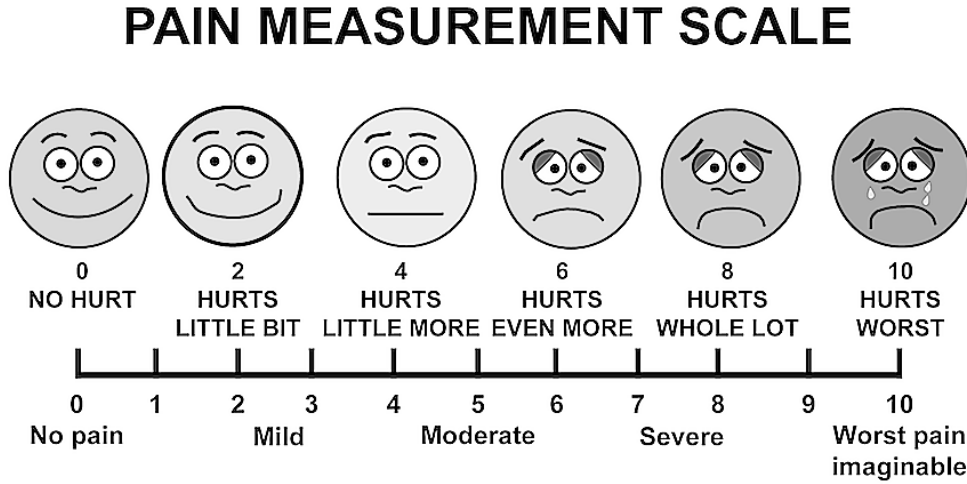 PAIN MEASUREMENT SCALE
0 2 4 6 8 10
NO HURT HURTS HURTS HURTS HURTS HURTS
LITTLE BIT LITTLE MORE EVEN MORE WHOLE LOT WORST
0 1 2 3 4 5 6 7 8 9 10
No pain Mild Moderate Severe Worst pain
imaginable